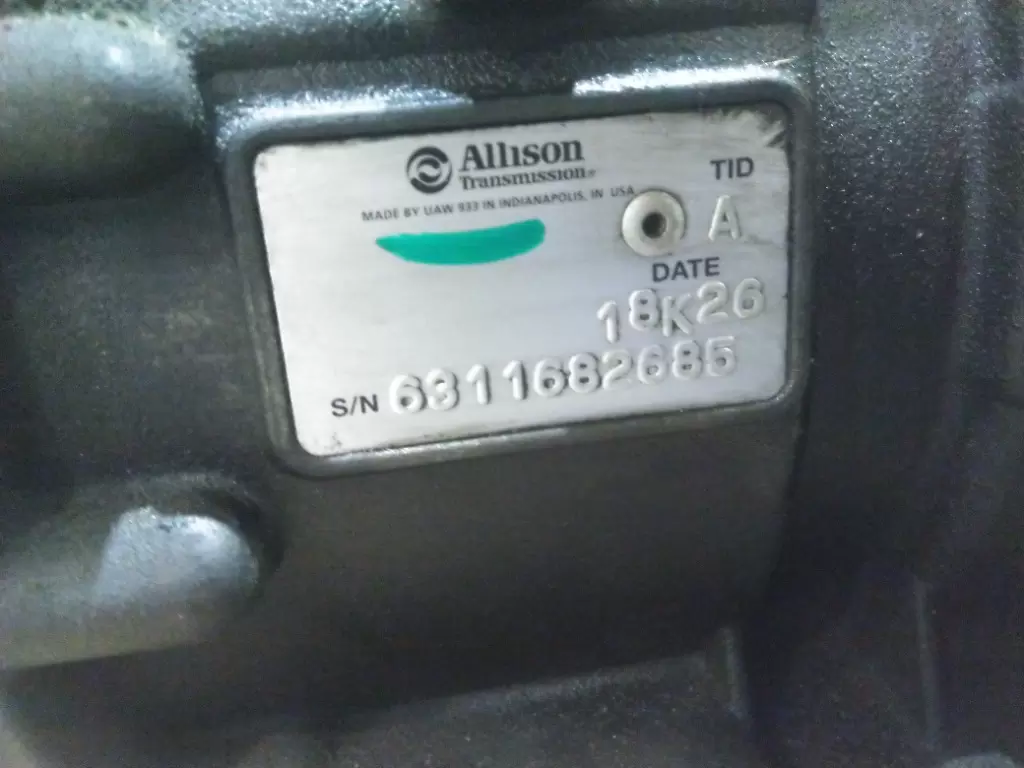 Allison
Transmission®
MADE BY UAW 933 IN INDIANAPOLIS, IN USA
TID
A
DATE
18K26
S/N 6311682685